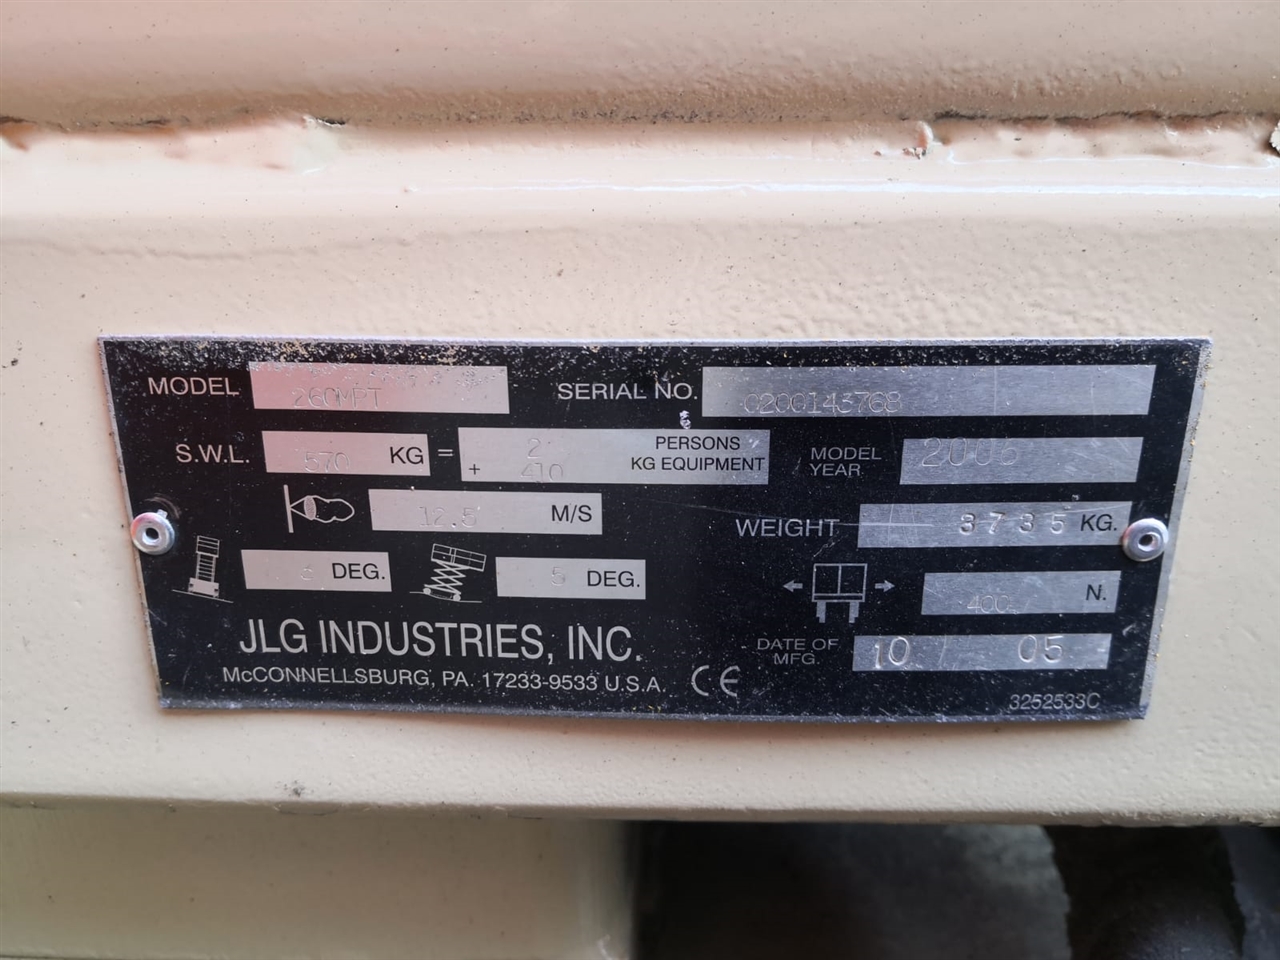 MODEL 260MPT SERIAL NO. 0200143768
S.W.L. 570 KG = 2 PERSONS
+ 410 KG EQUIPMENT
MODEL YEAR
12.5 M/S
WEIGHT 3735 KG.
DEG. 5 DEG.
400 N.
JLG INDUSTRIES, INC.
McCONNELLSBURG, PA. 17233-9533 U.S.A. CE
DATE OF MFG. 10 / 05
3252533C